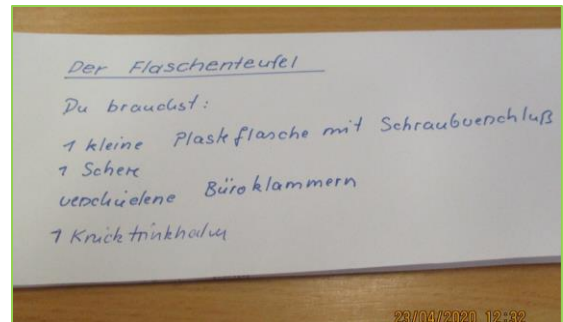 Der Flaschenteufel
Du brauchst:
1 kleine Plastkflasche mit Schraubverschluß
1 Schere
verschiedene Büroklammern
1 Knicktrinkhalm
23/04/2020 12:32